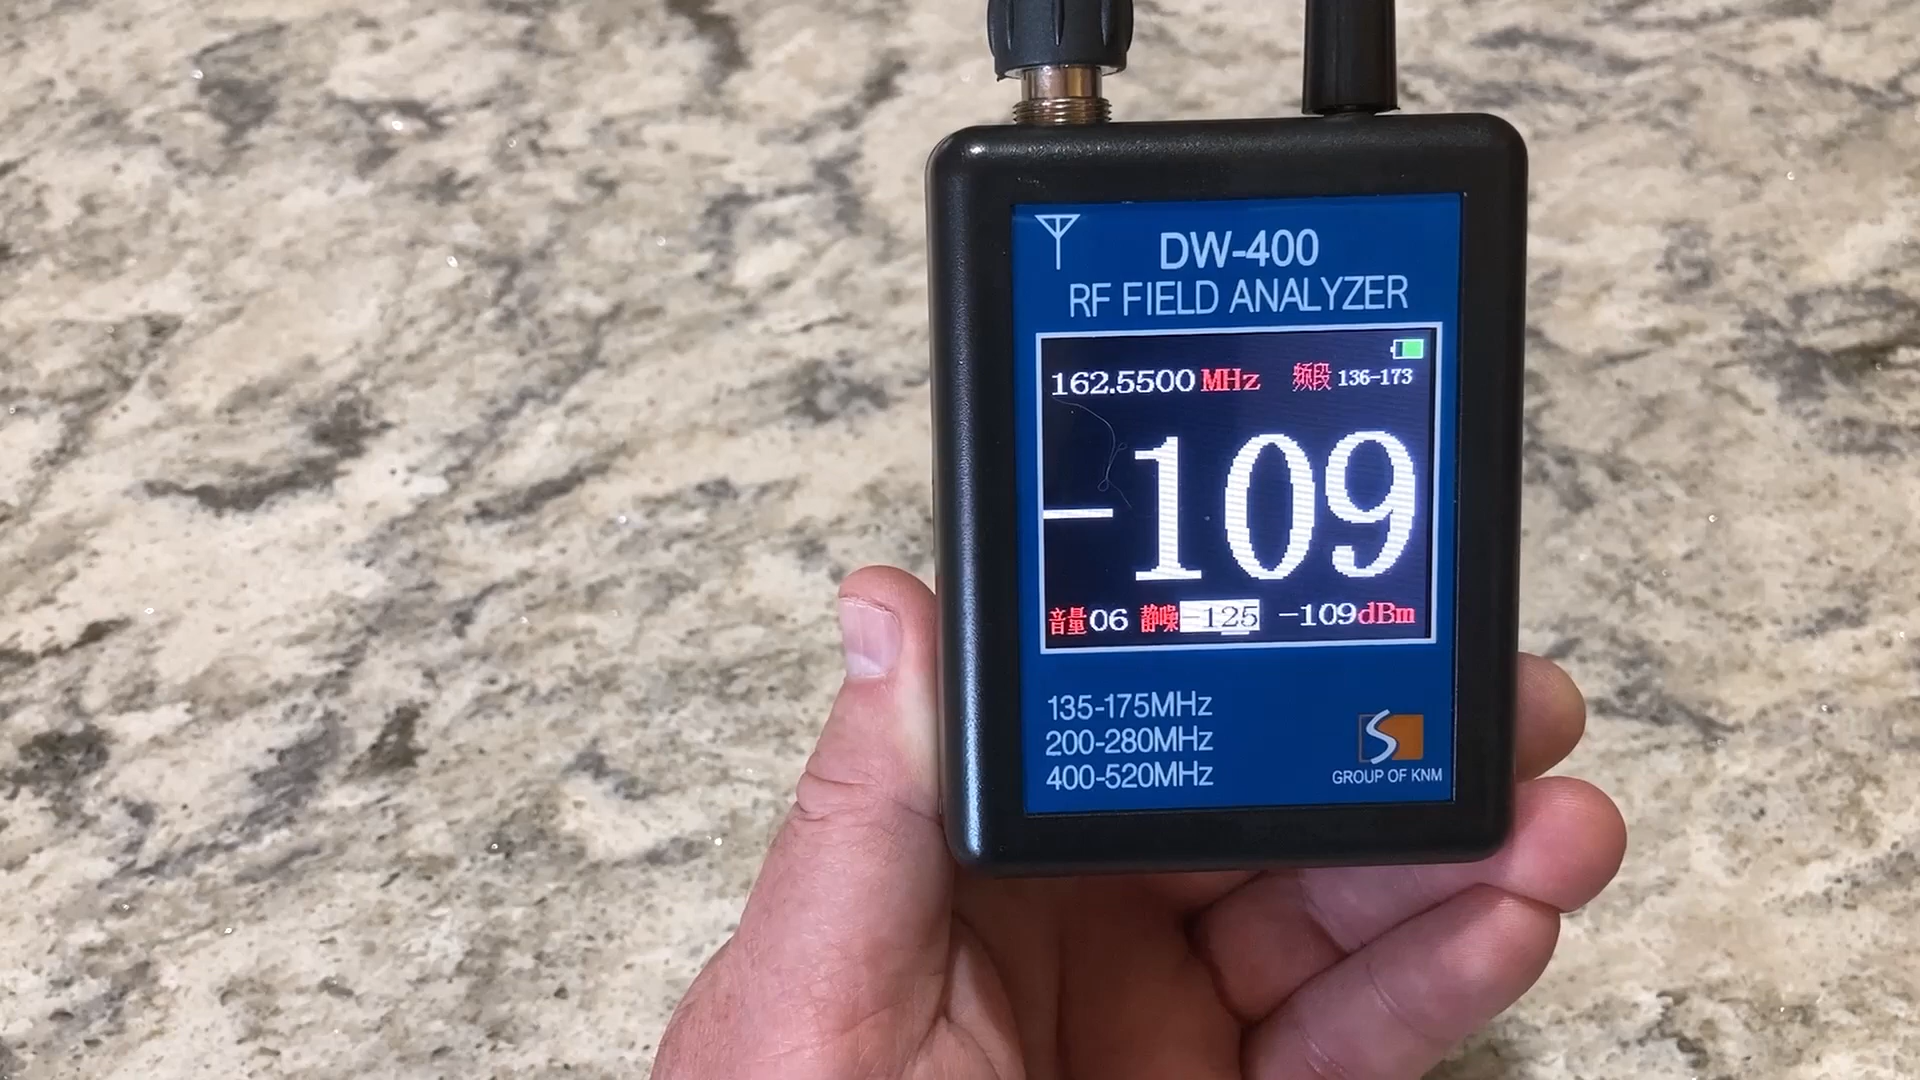 DW-400
RF FIELD ANALYZER
162.5500 MHz 频段 136-173
-109
音量 06 静噪 -125 -109dBm
135-175MHz
200-280MHz
400-520MHz
S
GROUP OF KNM